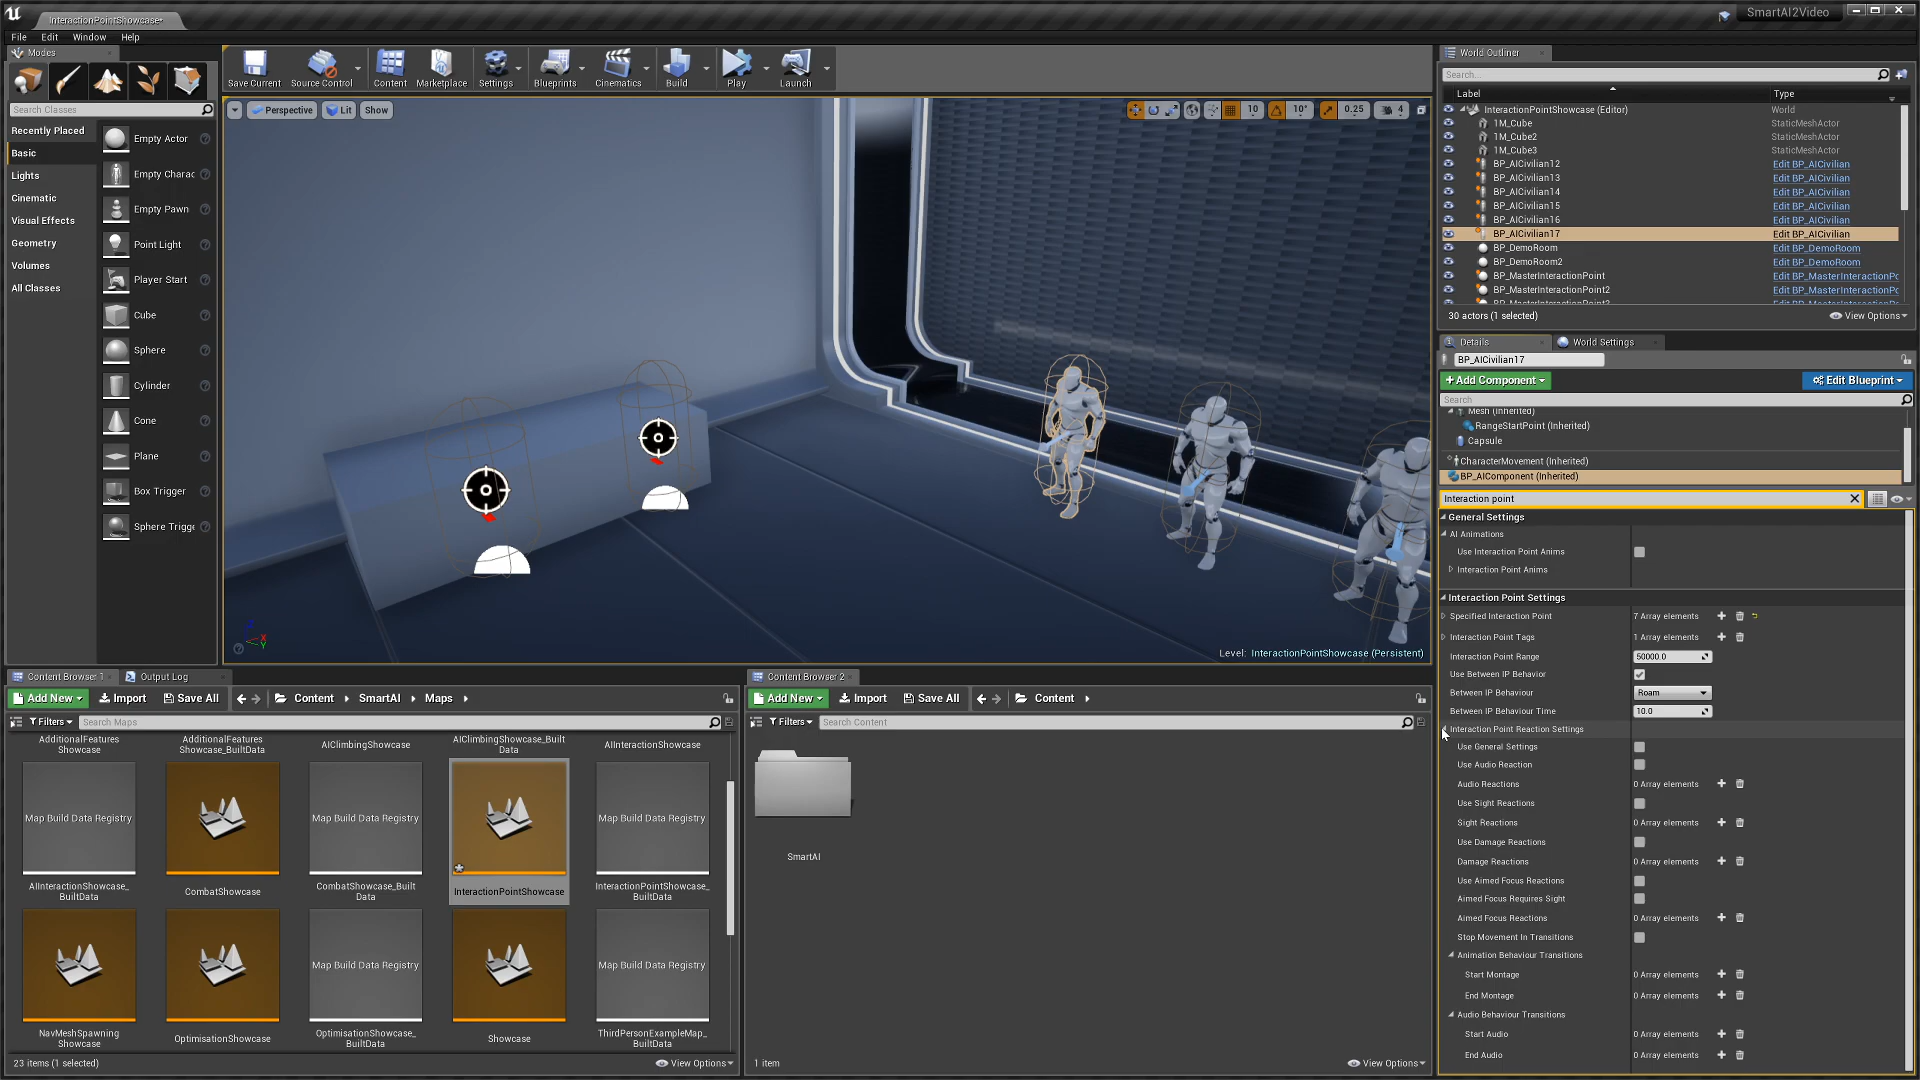 InteractionPointShowcase*
SmartAI2Video
File Edit Window Help
Modes
Search Classes
Recently Placed
Basic
Lights
Cinematic
Visual Effects
Geometry
Volumes
All Classes
Empty Actor
Empty Charac
Empty Pawn
Point Light
Player Start
Cube
Sphere
Cylinder
Cone
Plane
Box Trigger
Sphere Trigge
Save Current Source Control Content Marketplace Settings Blueprints Cinematics Build Play Launch
Perspective Lit Show
10 10° 0.25 4
Level: InteractionPointShowcase (Persistent)
World Outliner
Search...
Label Type
InteractionPointShowcase (Editor) World
1M_Cube StaticMeshActor
1M_Cube2 StaticMeshActor
1M_Cube3 StaticMeshActor
BP_AICivilian12 Edit BP_AICivilian
BP_AICivilian13 Edit BP_AICivilian
BP_AICivilian14 Edit BP_AICivilian
BP_AICivilian15 Edit BP_AICivilian
BP_AICivilian16 Edit BP_AICivilian
BP_AICivilian17 Edit BP_AICivilian
BP_DemoRoom Edit BP_DemoRoom
BP_DemoRoom2 Edit BP_DemoRoom
BP_MasterInteractionPoint Edit BP_MasterInteractionPo
BP_MasterInteractionPoint2 Edit BP_MasterInteractionPo
30 actors (1 selected) View Options
Details World Settings
BP_AICivilian17
+Add Component Edit Blueprint
Search
Mesh (Inherited)
RangeStartPoint (Inherited)
Capsule
CharacterMovement (Inherited)
BP_AIComponent (Inherited)
Interaction point
General Settings
AI Animations
Use Interaction Point Anims
Interaction Point Anims
Interaction Point Settings
Specified Interaction Point 7 Array elements
Interaction Point Tags 1 Array elements
Interaction Point Range 50000.0
Use Between IP Behavior
Between IP Behaviour Roam
Between IP Behaviour Time 10.0
Interaction Point Reaction Settings
Use General Settings
Use Audio Reaction
Audio Reactions 0 Array elements
Use Sight Reactions
Sight Reactions 0 Array elements
Use Damage Reactions
Damage Reactions 0 Array elements
Use Aimed Focus Reactions
Aimed Focus Requires Sight
Aimed Focus Reactions 0 Array elements
Stop Movement In Transitions
Animation Behaviour Transitions
Start Montage 0 Array elements
End Montage 0 Array elements
Audio Behaviour Transitions
Start Audio 0 Array elements
End Audio 0 Array elements
Content Browser 1 Output Log
Add New Import Save All Content SmartAI Maps
Filters Search Maps
AdditionalFeatures
Showcase
AdditionalFeatures
Showcase_BuiltData
AIClimbingShowcase
AIClimbingShowcase_Built
Data
AIInteractionShowcase
Map Build Data Registry
Map Build Data Registry
Map Build Data Registry
AIInteractionShowcase_
BuiltData
CombatShowcase
CombatShowcase_Built
Data
InteractionPointShowcase
InteractionPointShowcase_
BuiltData
Map Build Data Registry
Map Build Data Registry
NavMeshSpawning
Showcase
OptimisationShowcase
OptimisationShowcase_
BuiltData
Showcase
ThirdPersonExampleMap_
BuiltData
23 items (1 selected) View Options
Content Browser 2
Add New Import Save All Content
Filters Search Content
SmartAI
1 item View Options